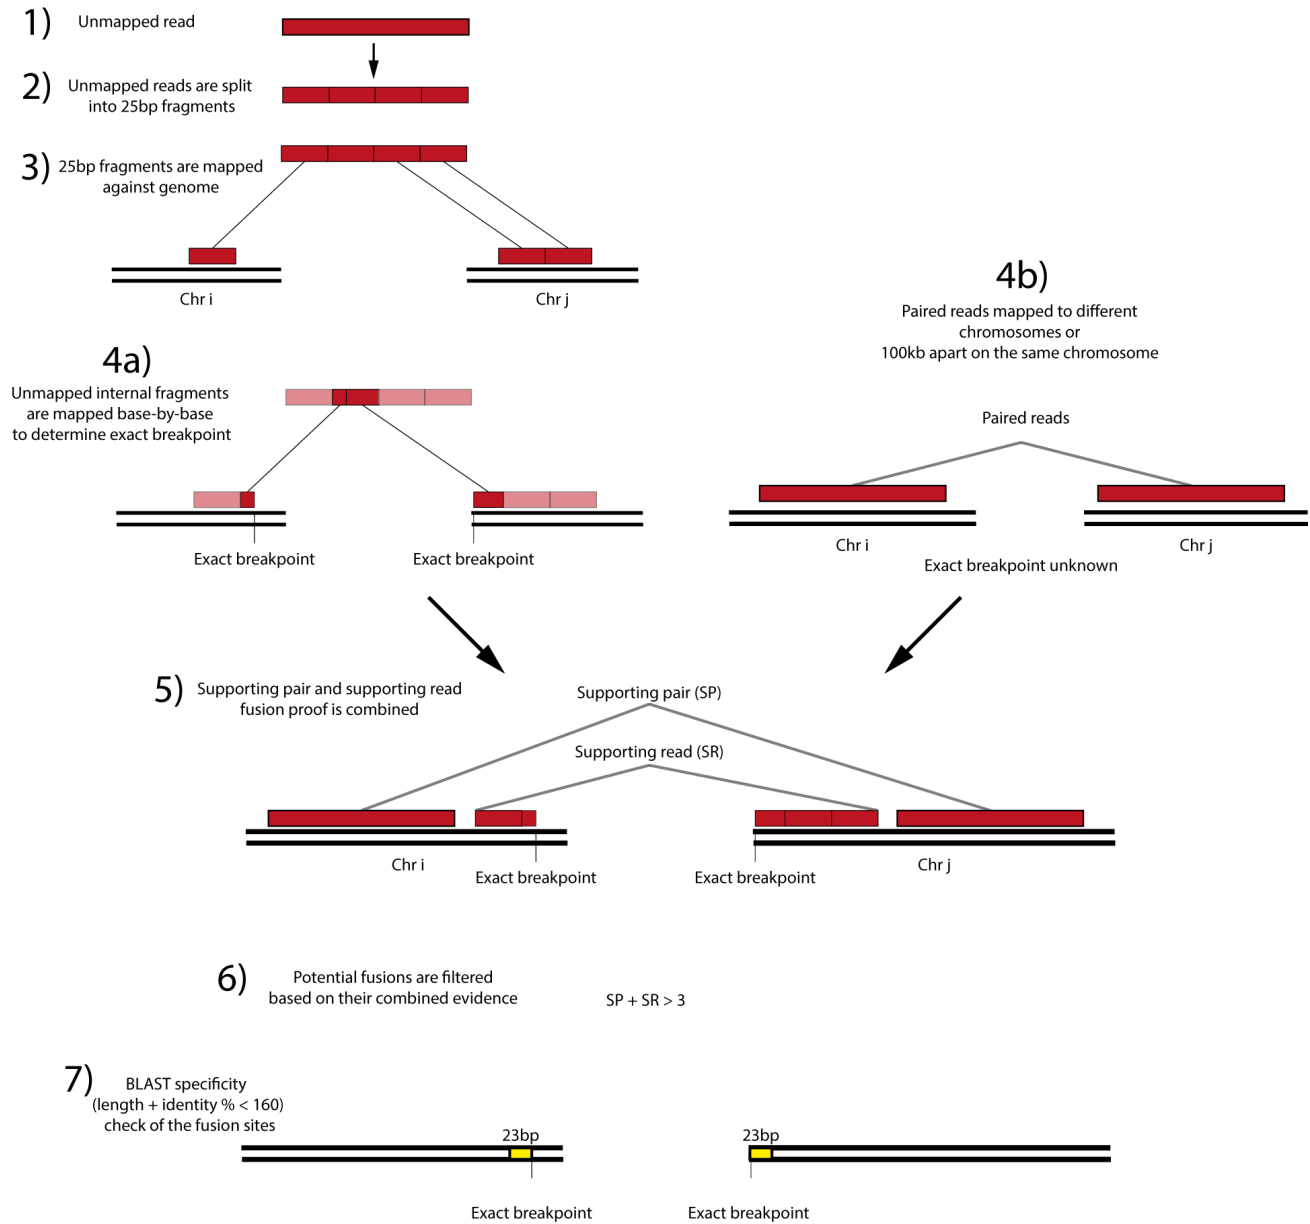 1)
Unmapped read
2)
Unmapped reads are split
into 25bp fragments
3)
25bp fragments are mapped
against genome
Chr i
Chr j
4a)
Unmapped internal fragments
are mapped base-by-base
to determine exact breakpoint
Exact breakpoint
Exact breakpoint
4b)
Paired reads mapped to different
chromosomes or
100kb apart on the same chromosome
Paired reads
Chr i
Chr j
Exact breakpoint unknown
5)
Supporting pair and supporting read
fusion proof is combined
Supporting pair (SP)
Supporting read (SR)
Chr i
Chr j
Exact breakpoint
Exact breakpoint
6)
Potential fusions are filtered
based on their combined evidence
SP + SR > 3
7)
BLAST specificity
(length + identity % < 160)
check of the fusion sites
23bp
23bp
Exact breakpoint
Exact breakpoint